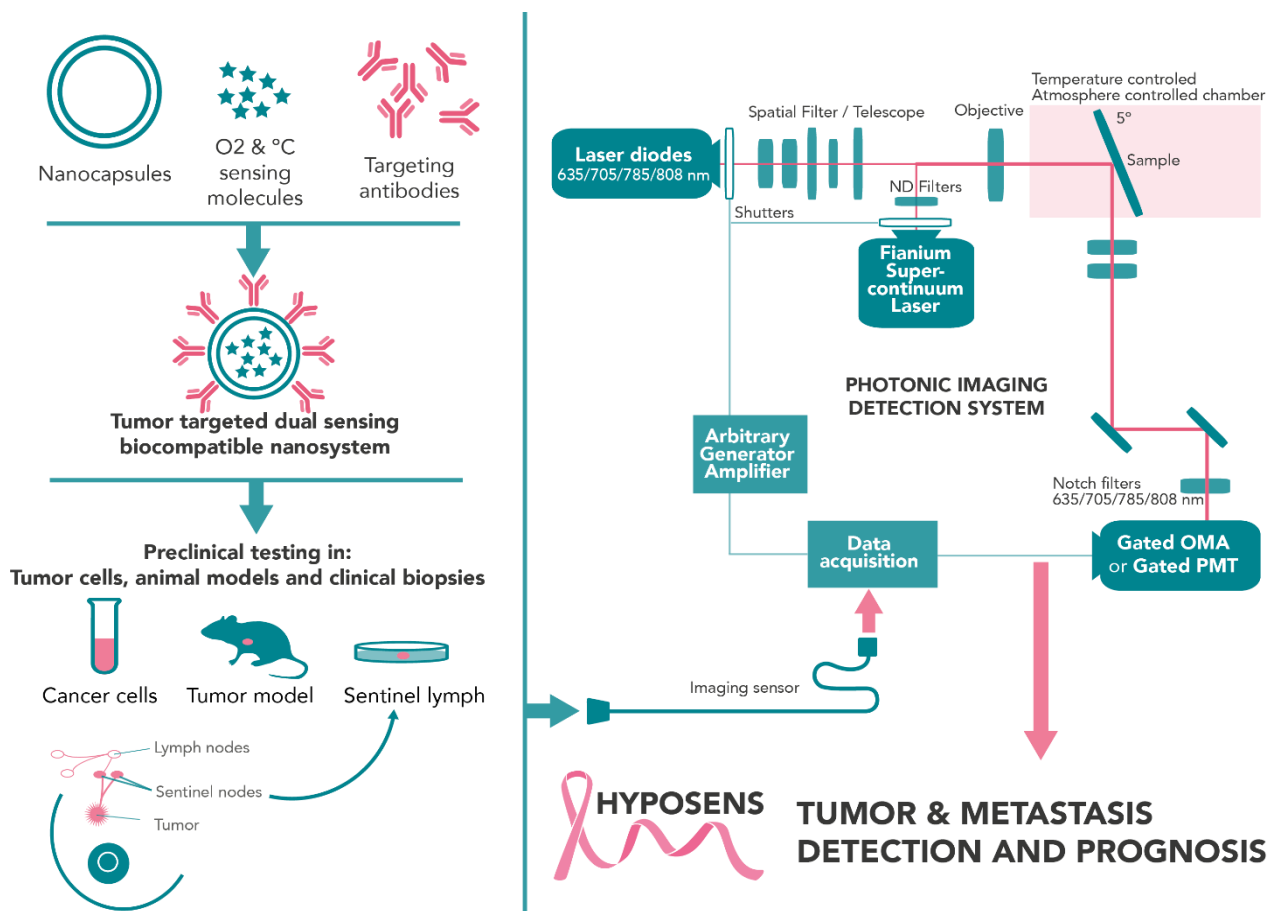 Nanocapsules
O2 & ºC
sensing
molecules
Targeting
antibodies
Tumor targeted dual sensing
biocompatible nanosystem
Preclinical testing in:
Tumor cells, animal models and clinical biopsies
Cancer cells
Tumor model
Sentinel lymph
Lymph nodes
Sentinel nodes
Tumor
Temperature controled
Atmosphere controlled chamber
5º
Sample
Objective
Spatial Filter / Telescope
Laser diodes
635/705/785/808 nm
ND Filters
Shutters
Fianium
Super-
continuum
Laser
PHOTONIC IMAGING
DETECTION SYSTEM
Arbitrary
Generator
Amplifier
Notch filters
635/705/785/808 nm
Data
acquisition
Gated OMA
or Gated PMT
Imaging sensor
HYPOSENS
TUMOR & METASTASIS
DETECTION AND PROGNOSIS